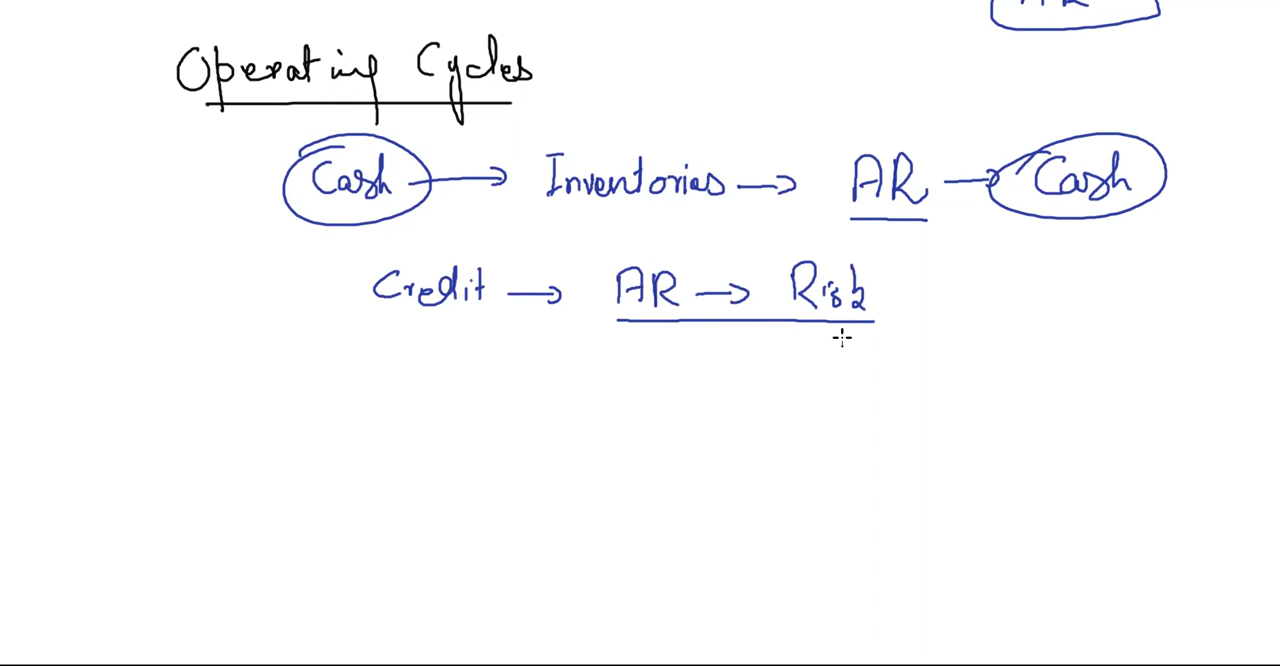 Operating Cycles
Cash → Inventories → AR → Cash
Credit → AR → Risk